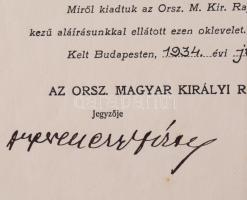 Miről kiadtuk az Orsz. M. Kir. Raj
kezű aláírásunkkal ellátott ezen oklevelet.
Kelt Budapesten, 1934. évi
AZ ORSZ. MAGYAR KIRÁLYI R
Jegyzője